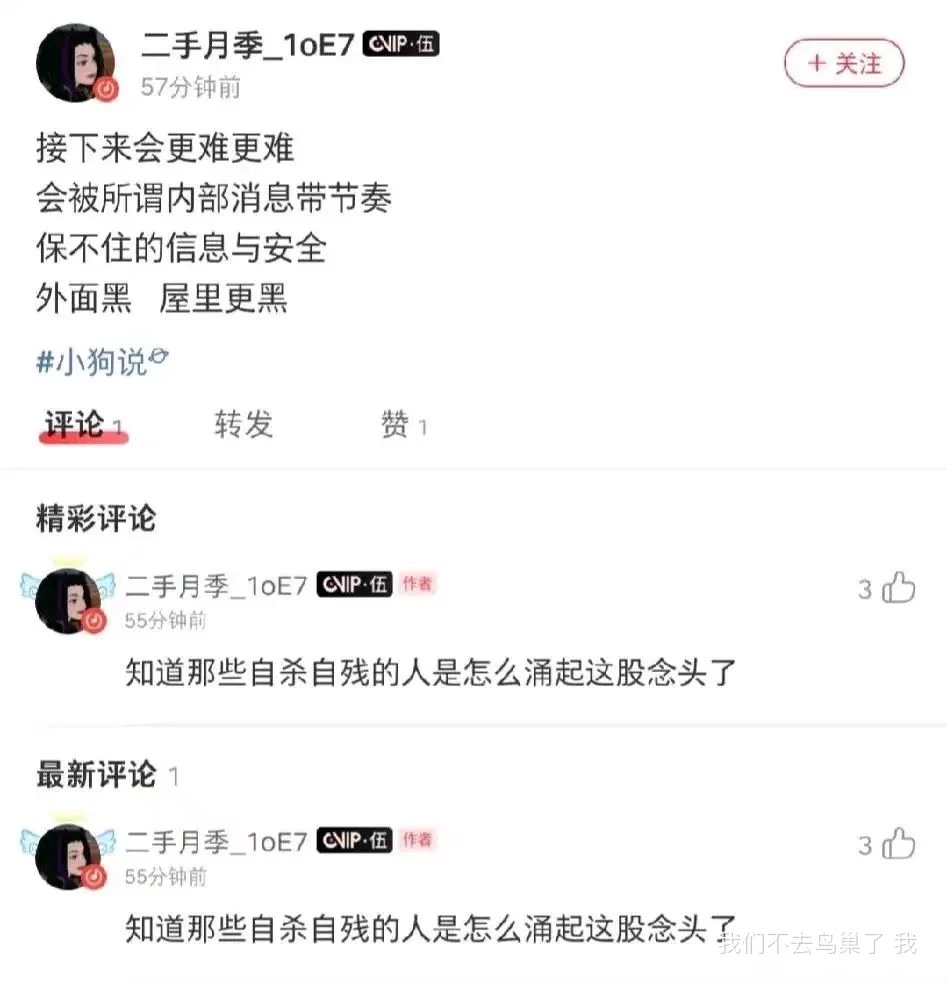 二手月季_1oE7 CVIP·伍
57分钟前
+ 关注
接下来会更难更难
会被所谓内部消息带节奏
保不住的信息与安全
外面黑 屋里更黑
#小狗说
评论 1 转发 赞 1
精彩评论
二手月季_1oE7 CVIP·伍 作者
3
55分钟前
知道那些自杀自残的人是怎么涌起这股念头了
最新评论 1
二手月季_1oE7 CVIP·伍 作者
3
55分钟前
知道那些自杀自残的人是怎么涌起这股念头了
我们不去鸟巢了 我